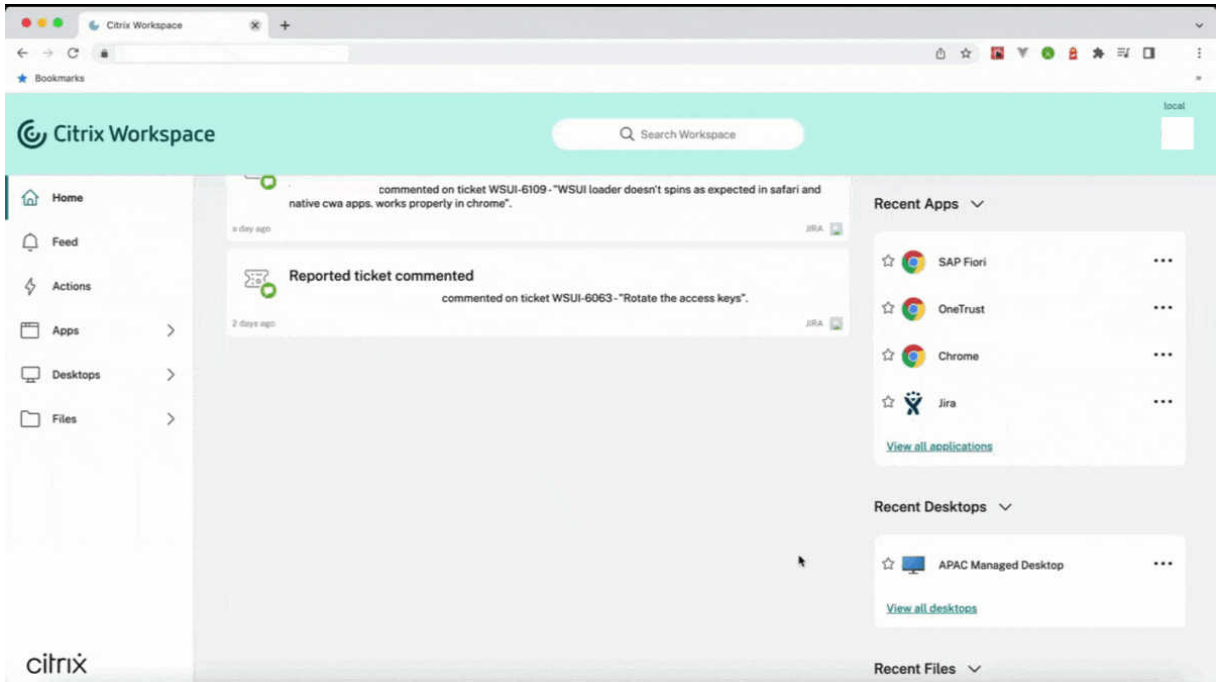 Citrix Workspace
Bookmarks
local
Citrix Workspace
Search Workspace
Home
Feed
Actions
Apps
Desktops
Files
commented on ticket WSUI-6109-"WSUI loader doesn't spins as expected in safari and
native cwa apps. works properly in chrome".
a day ago
JIRA
Reported ticket commented
commented on ticket WSUI-6063-"Rotate the access keys".
2 days ago
JIRA
Recent Apps
SAP Fiori
OneTrust
Chrome
Jira
View all applications
Recent Desktops
APAC Managed Desktop
View all desktops
Recent Files
citrix